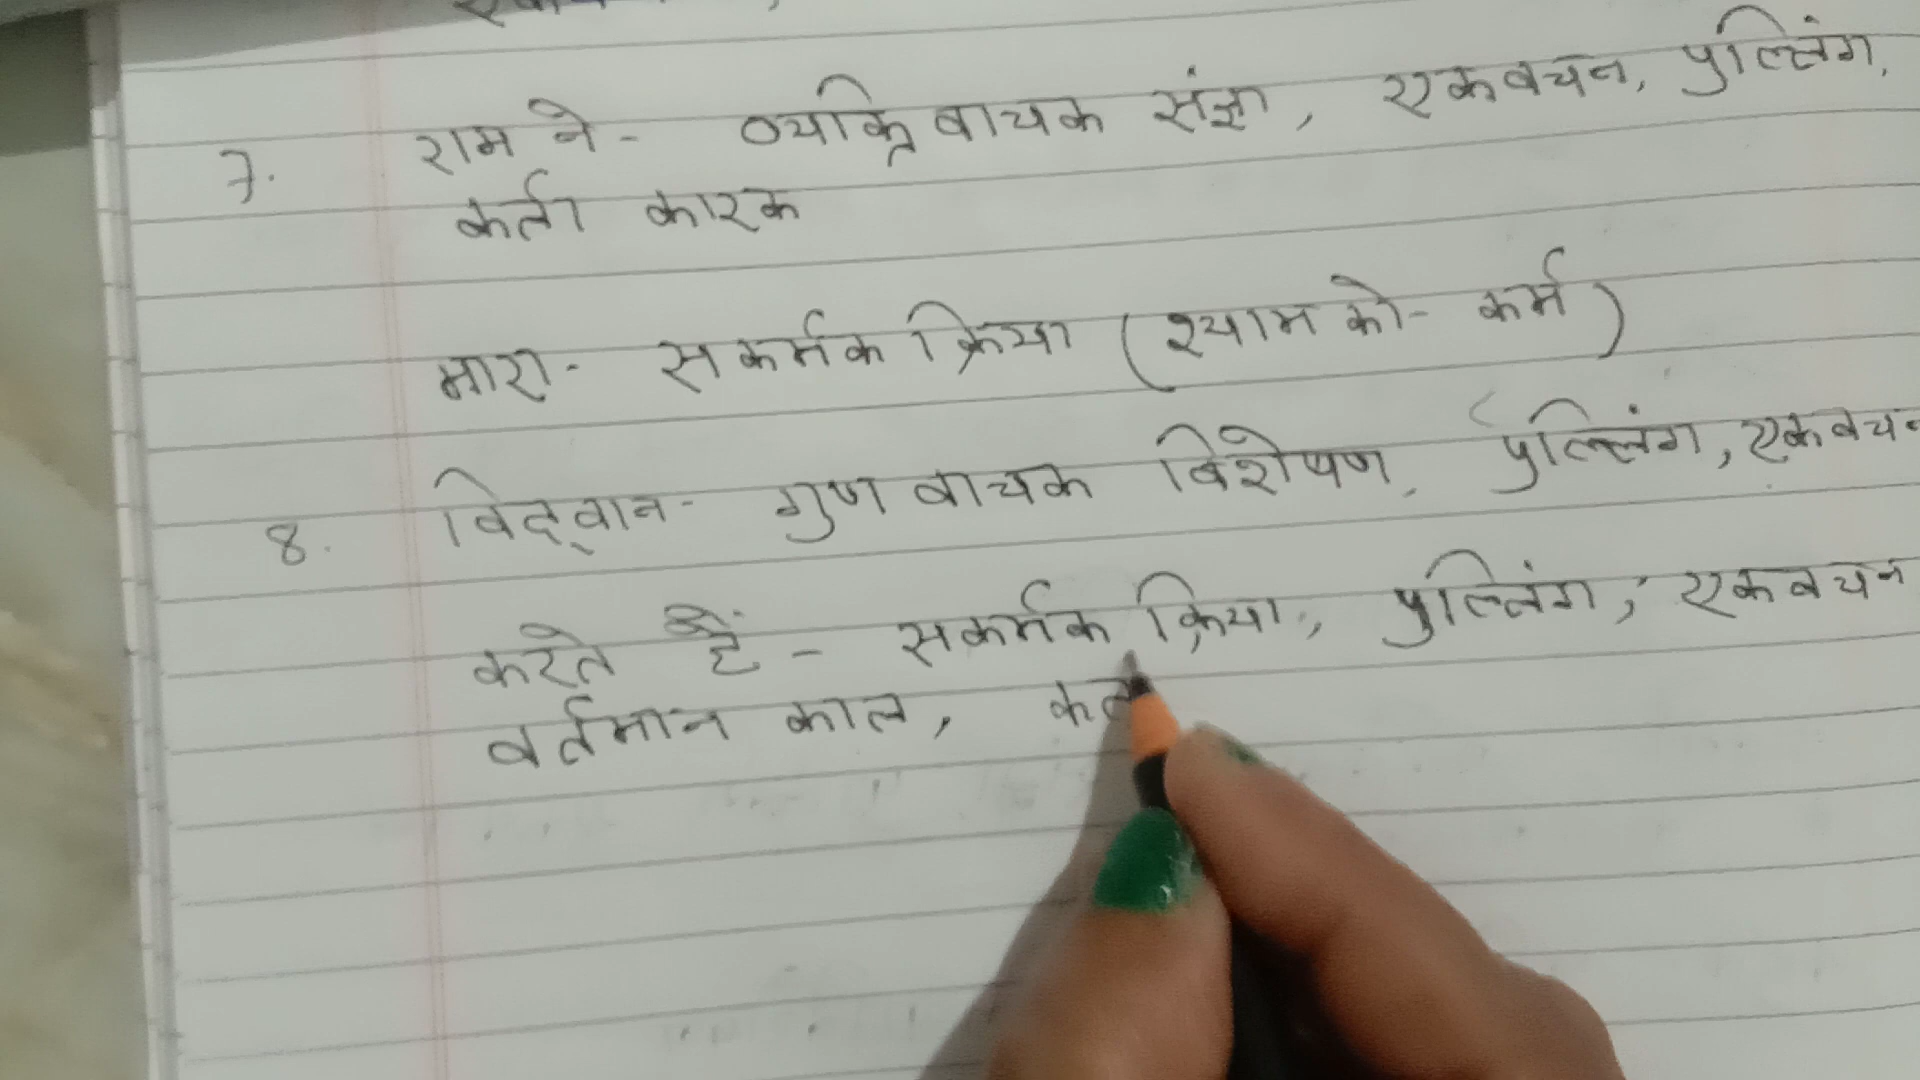 7. राम ने - व्यक्ति वाचक संज्ञा, एकवचन, पुल्लिंग,
कर्ता कारक
मारा - सकर्मक क्रिया (श्याम को - कर्म)
8. विद्वान - गुण वाचक विशेषण, पुल्लिंग, एकवचन
करते हैं - सकर्मक क्रिया, पुल्लिंग, एकवचन
वर्तमान काल,